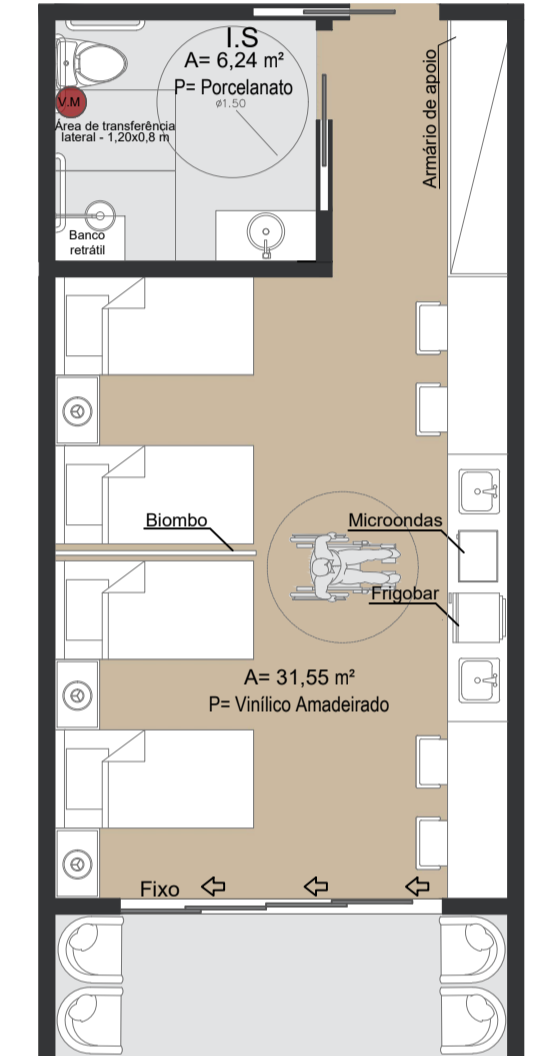 I.S
A= 6,24 m²
P= Porcelanato
ø1.50
V.M
Área de transferência
lateral - 1,20x0,8 m
Banco
retrátil
Armário de apoio
Biombo
Microondas
Frigobar
A= 31,55 m²
P= Vinílico Amadeirado
Fixo